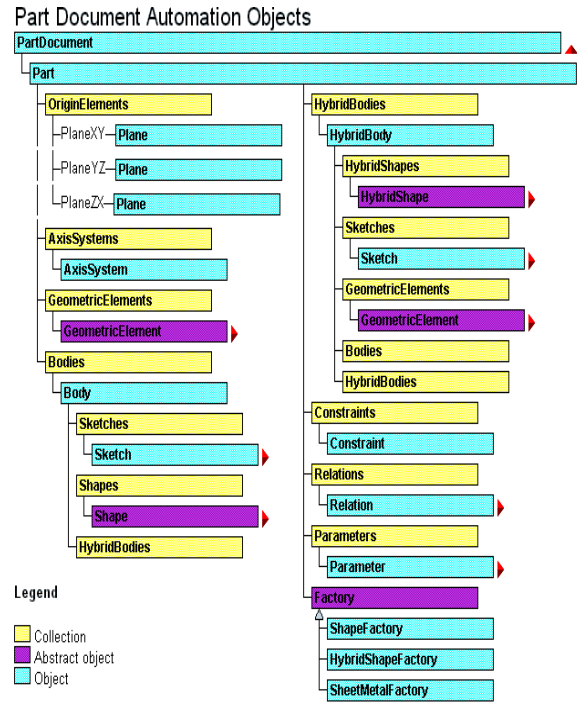 Part Document Automation Objects
PartDocument
Part
OriginElements
PlaneXY
Plane
PlaneYZ
Plane
PlaneZX
Plane
AxisSystems
AxisSystem
GeometricElements
GeometricElement
Bodies
Body
Sketches
Sketch
Shapes
Shape
HybridBodies
HybridBodies
HybridBody
HybridShapes
HybridShape
Sketches
Sketch
GeometricElements
GeometricElement
Bodies
HybridBodies
Constraints
Constraint
Relations
Relation
Parameters
Parameter
Factory
ShapeFactory
HybridShapeFactory
SheetMetalFactory
Legend
Collection
Abstract object
Object